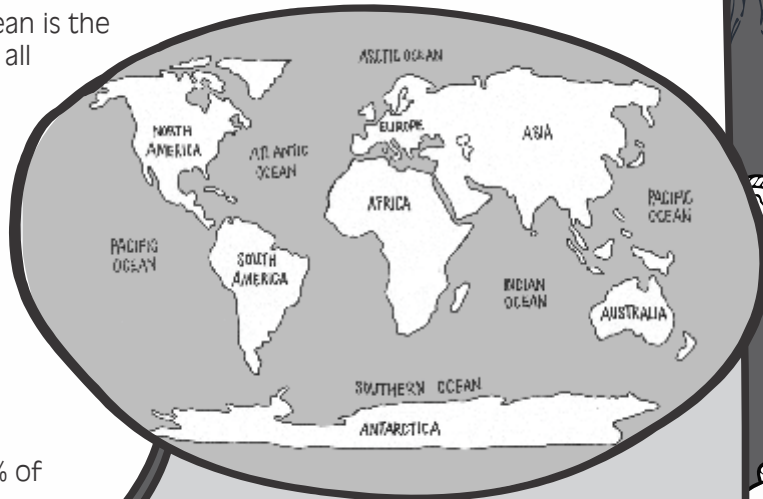 ean is the
all
ARCTIC OCEAN
NORTH
AMERICA
ATLANTIC
OCEAN
EUROPE
ASIA
AFRICA
PACIFIC
OCEAN
PACIFIC
OCEAN
SOUTH
AMERICA
INDIAN
OCEAN
AUSTRALIA
SOUTHERN OCEAN
ANTARCTICA
% of